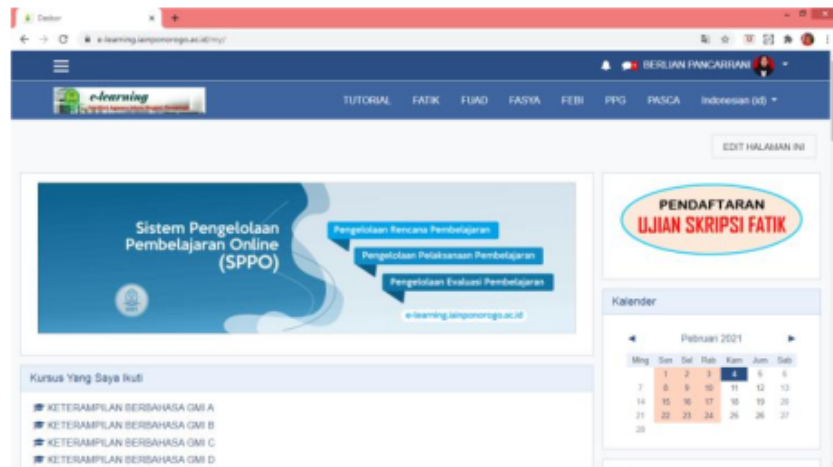 Dasbor
e-learning.iainponorogo.ac.id/my/
BERLIAN PANCARRANI
e-learning
TUTORIAL FATIK FUAD FASYA FEBI PPG PASCA Indonesian (id)
EDIT HALAMAN INI
Sistem Pengelolaan
Pembelajaran Online
(SPPO)
Pengelolaan Rencana Pembelajaran
Pengelolaan Pelaksanaan Pembelajaran
Pengelolaan Evaluasi Pembelajaran
e-learning.iainponorogo.ac.id
PENDAFTARAN
UJIAN SKRIPSI FATIK
Kalender
Pebruari 2021
Ming Sen Sel Rab Kam Jum Sab
1 2 3 4 5 6
7 8 9 10 11 12 13
14 15 16 17 18 19 20
21 22 23 24 25 26 27
28
Kursus Yang Saya Ikuti
KETERAMPILAN BERBAHASA GMI A
KETERAMPILAN BERBAHASA GMI B
KETERAMPILAN BERBAHASA GMI C
KETERAMPILAN BERBAHASA GMI D